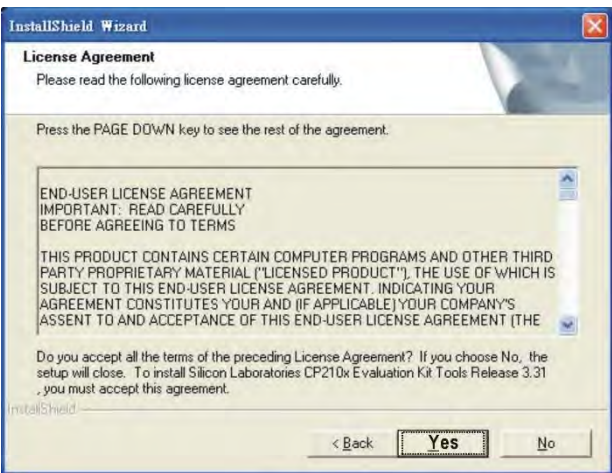 InstallShield Wizard
License Agreement
Please read the following license agreement carefully.
Press the PAGE DOWN key to see the rest of the agreement.
END-USER LICENSE AGREEMENT
IMPORTANT: READ CAREFULLY
BEFORE AGREEING TO TERMS
THIS PRODUCT CONTAINS CERTAIN COMPUTER PROGRAMS AND OTHER THIRD
PARTY PROPRIETARY MATERIAL ("LICENSED PRODUCT"), THE USE OF WHICH IS
SUBJECT TO THIS END-USER LICENSE AGREEMENT. INDICATING YOUR
AGREEMENT CONSTITUTES YOUR AND (IF APPLICABLE) YOUR COMPANY'S
ASSENT TO AND ACCEPTANCE OF THIS END-USER LICENSE AGREEMENT (THE
Do you accept all the terms of the preceding License Agreement? If you choose No, the
setup will close. To install Silicon Laboratories CP210x Evaluation Kit Tools Release 3.31
, you must accept this agreement.
InstallShield
< Back
Yes
No